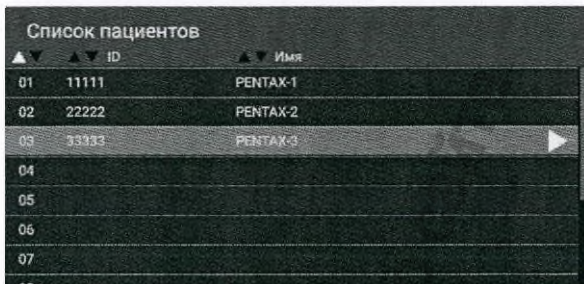 Список пациентов
ID Имя
01 11111 PENTAX-1
02 22222 PENTAX-2
03 33333 PENTAX-3
04
05
06
07